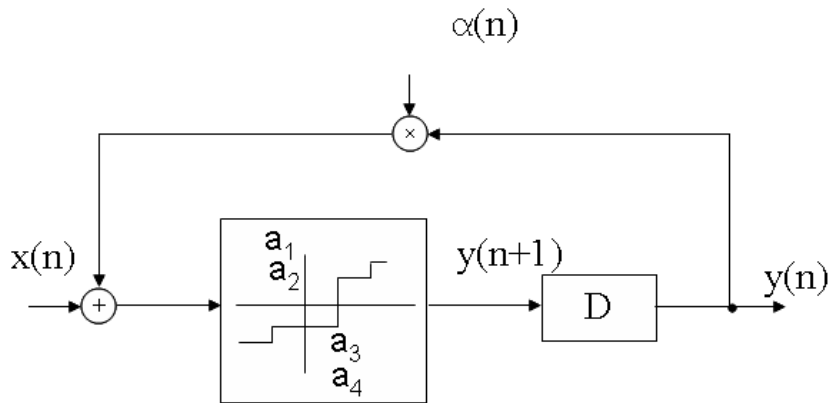 α(n)
×
x(n)
+
a₁
a₂
a₃
a₄
y(n+1)
D
y(n)